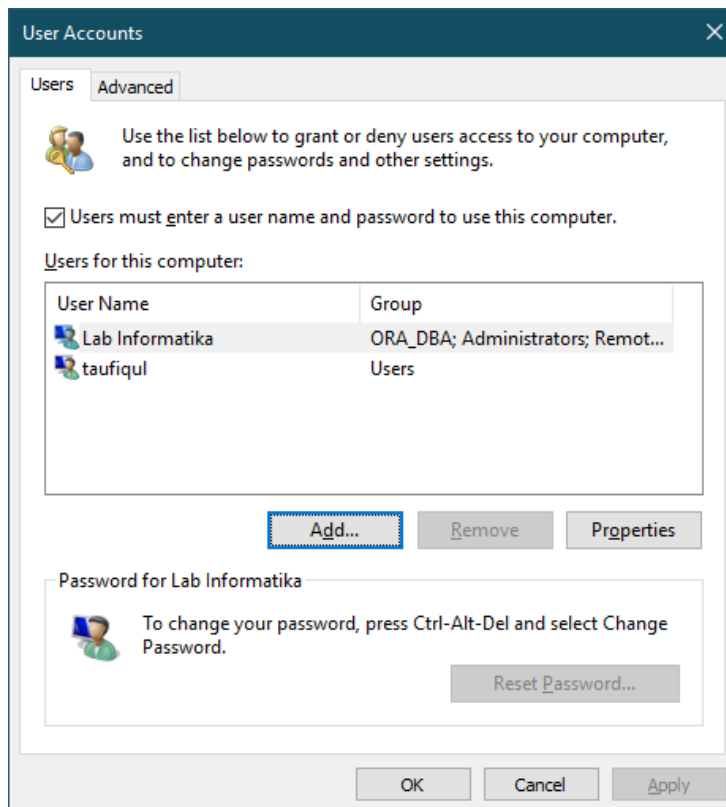 User Accounts
Users
Advanced
Use the list below to grant or deny users access to your computer,
and to change passwords and other settings.
Users must enter a user name and password to use this computer.
Users for this computer:
User Name Group
Lab Informatika ORA_DBA; Administrators; Remot...
taufiqul Users
Add... Remove Properties
Password for Lab Informatika
To change your password, press Ctrl-Alt-Del and select Change
Password.
Reset Password...
OK Cancel Apply